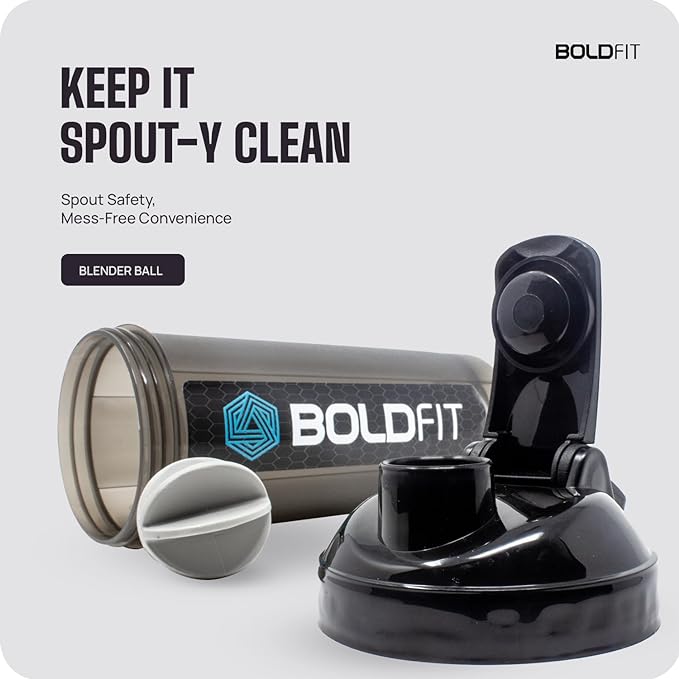 BOLDFIT
KEEP IT
SPOUT-Y CLEAN
Spout Safety,
Mess-Free Convenience
BLENDER BALL
BOLDFIT